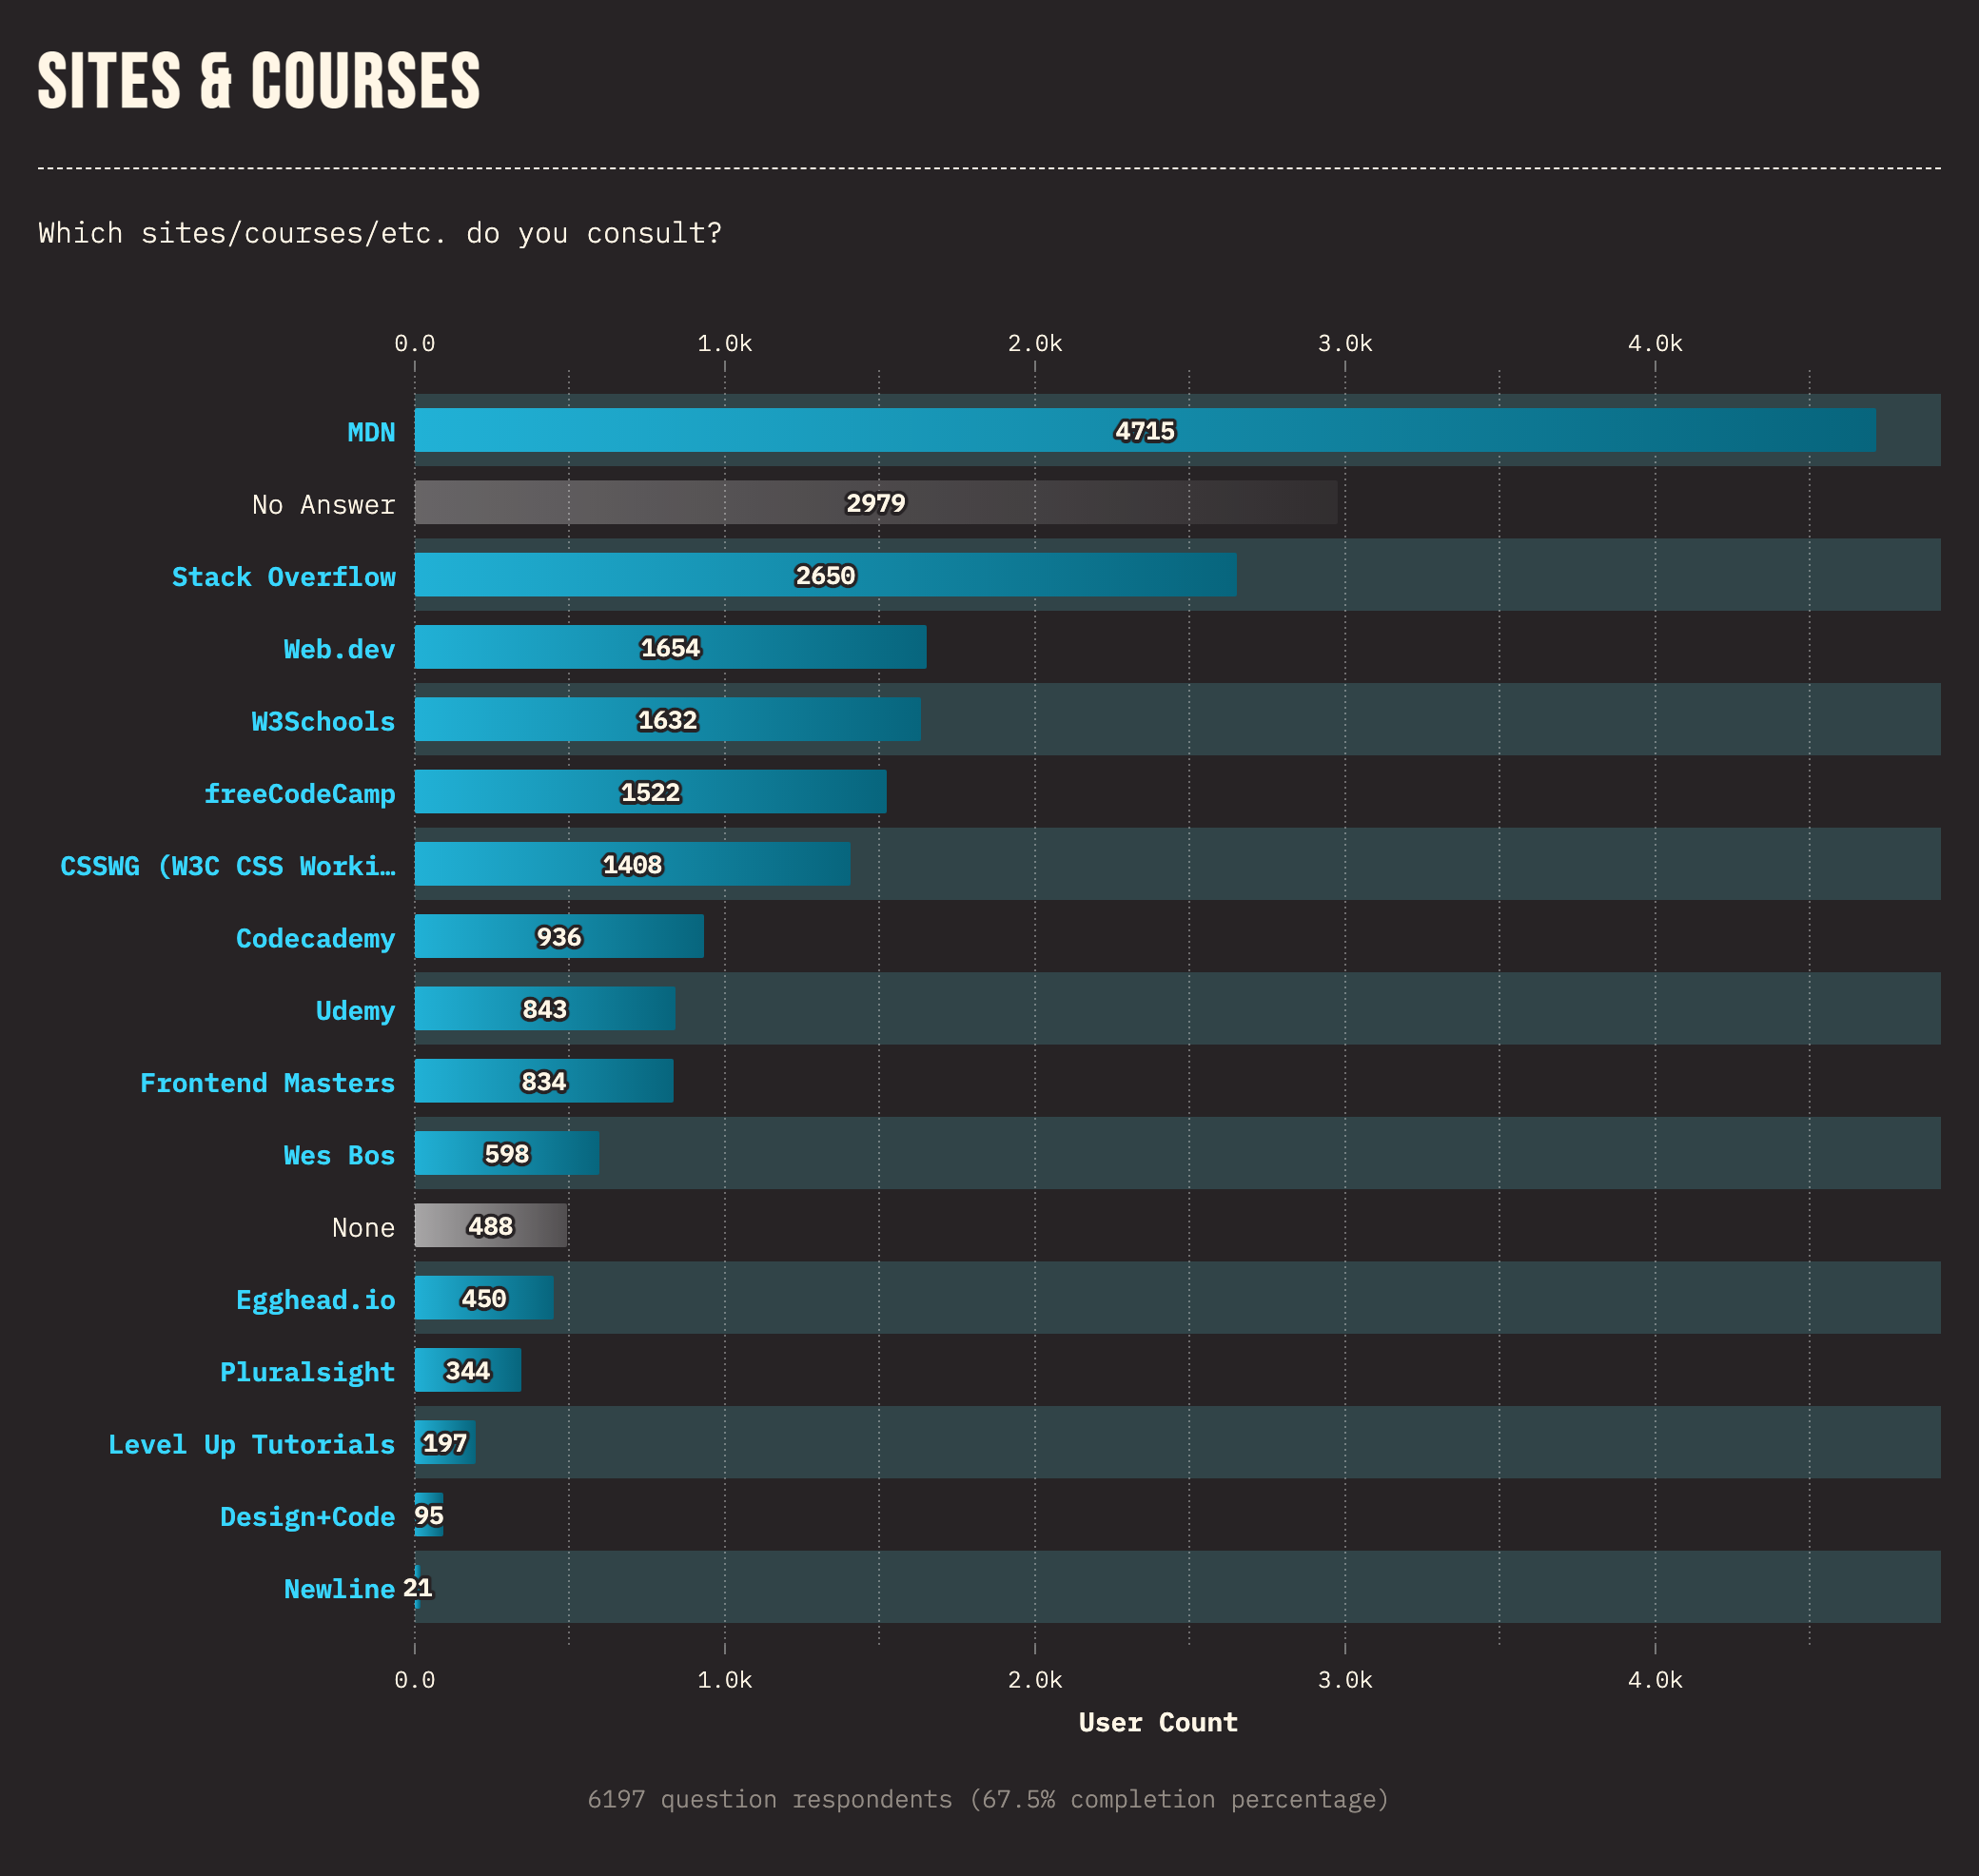 SITES & COURSES
Which sites/courses/etc. do you consult?
0.0 1.0k 2.0k 3.0k 4.0k
MDN 4715
No Answer 2979
Stack Overflow 2650
Web.dev 1654
W3Schools 1632
freeCodeCamp 1522
CSSWG (W3C CSS Worki… 1408
Codecademy 936
Udemy 843
Frontend Masters 834
Wes Bos 598
None 488
Egghead.io 450
Pluralsight 344
Level Up Tutorials 197
Design+Code 95
Newline 21
0.0 1.0k 2.0k 3.0k 4.0k
User Count
6197 question respondents (67.5% completion percentage)